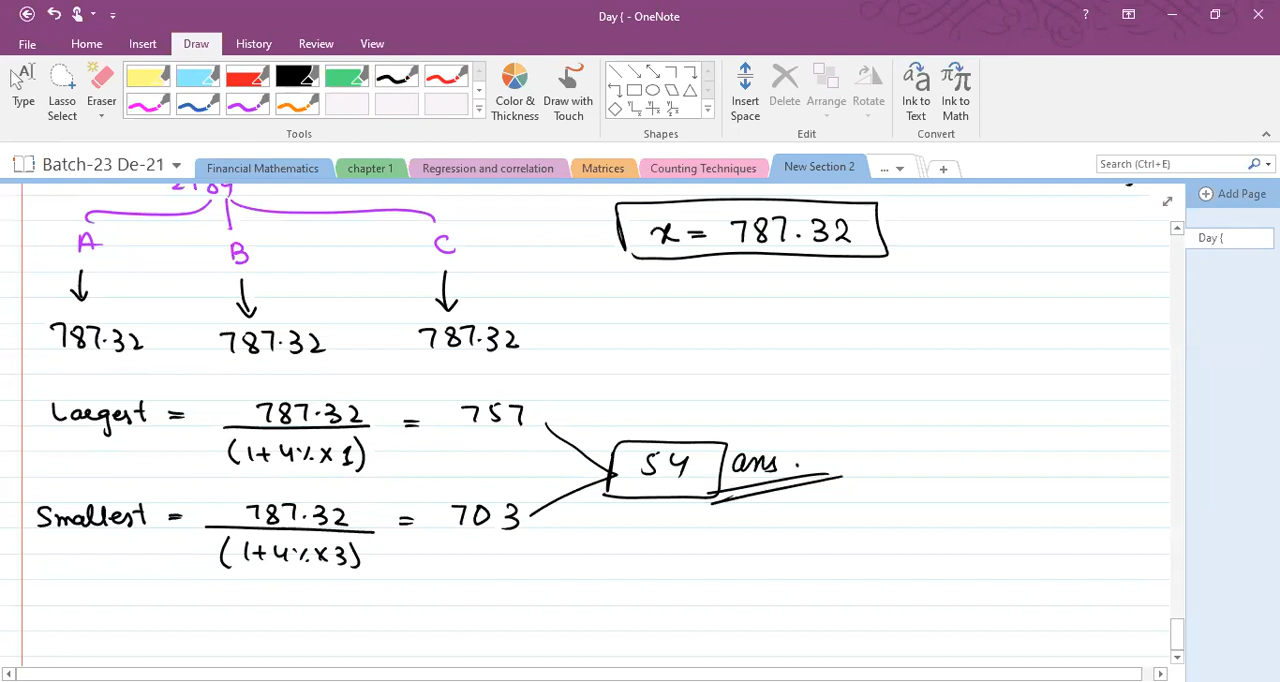 Day { - OneNote
File Home Insert Draw History Review View
Type Lasso Select Eraser Color & Thickness Draw with Touch Insert Space Delete Arrange Rotate Ink to Text Ink to Math
Tools Shapes Edit Convert
Batch-23 De-21 Financial Mathematics chapter 1 Regression and correlation Matrices Counting Techniques New Section 2 ... + Search (Ctrl+E)
Add Page
Day {
A B C
x = 787.32
787.32 787.32 787.32
Largest = 787.32 / (1+4%×1) = 757
54 ans.
Smallest = 787.32 / (1+4%×3) = 703